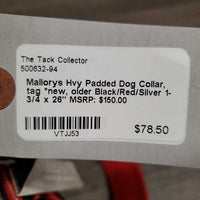 The Tack Collector
500632-94
Mallorys Hvy Padded Dog Collar,
tag *new, older Black/Red/Silver 1-
3/4 x 26" MSRP: $150.00
VTJJ53
$78.50